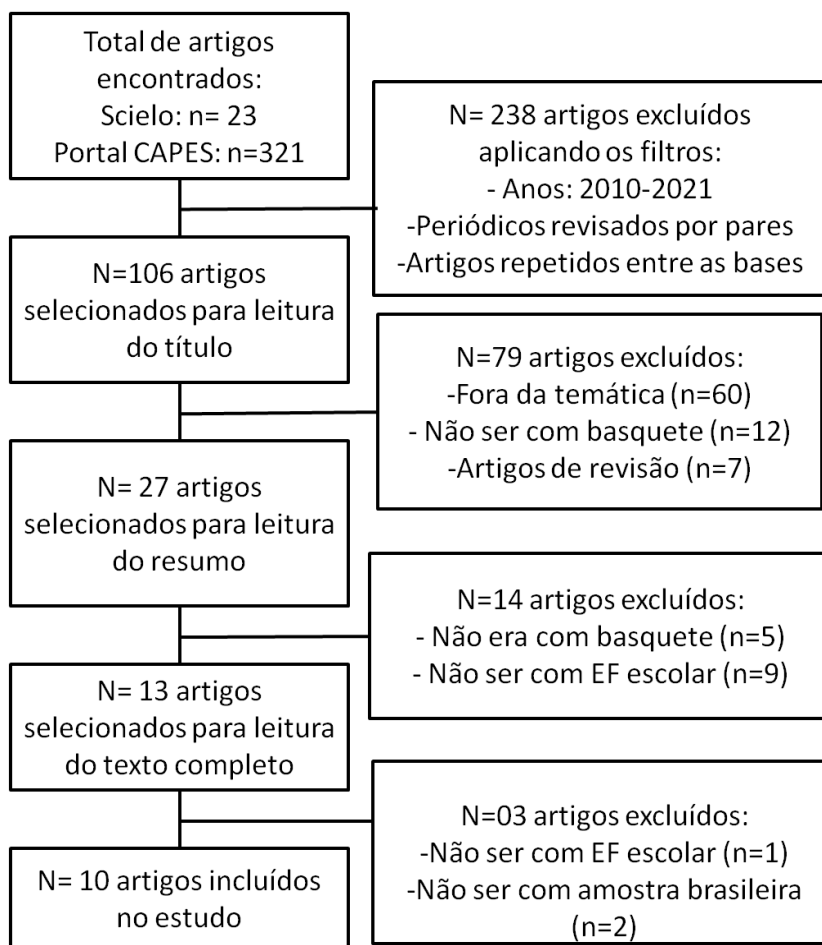 Total de artigos
encontrados:
Scielo: n= 23
Portal CAPES: n=321
N= 238 artigos excluídos
aplicando os filtros:
- Anos: 2010-2021
-Periódicos revisados por pares
-Artigos repetidos entre as bases
N=106 artigos
selecionados para leitura
do título
N=79 artigos excluídos:
-Fora da temática (n=60)
- Não ser com basquete (n=12)
-Artigos de revisão (n=7)
N= 27 artigos
selecionados para leitura
do resumo
N=14 artigos excluídos:
- Não era com basquete (n=5)
- Não ser com EF escolar (n=9)
N= 13 artigos
selecionados para leitura
do texto completo
N=03 artigos excluídos:
-Não ser com EF escolar (n=1)
-Não ser com amostra brasileira
(n=2)
N= 10 artigos incluídos
no estudo